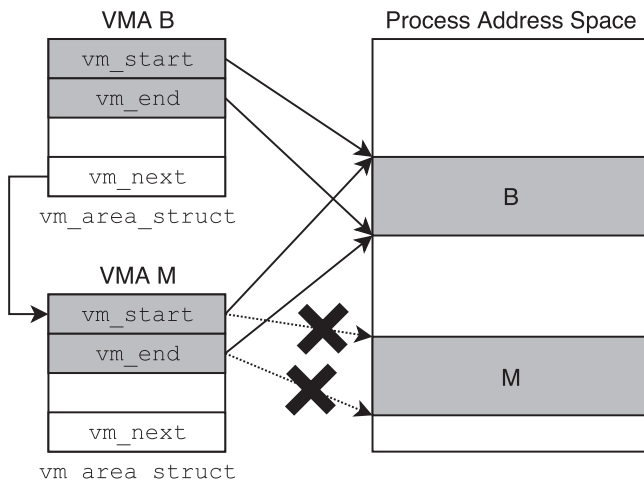 VMA B
Process Address Space
vm_start
vm_end
vm_next
vm_area_struct
B
VMA M
vm_start
vm_end
vm_next
vm_area_struct
M